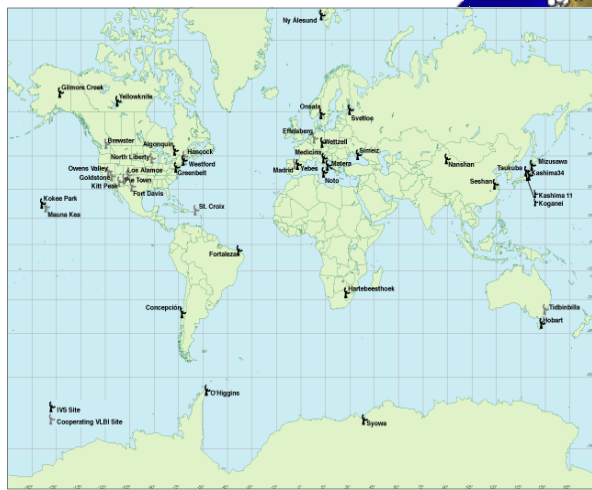 Ny Ålesund
Gilmore Creek
Yellowknife
Onsala
Svetloe
Effelsberg
Brewster
Algonquin
Hascock
Wettzell
North Liberty
Westford
Medicina
Simeiz
Nanshan
Mizusawa
Owens Valley
Los Alamos
Greenbelt
Madrid
Yebes
Matera
Tsukuba
Kashima34
Goldstone
Pie Town
Noto
Seshan
Kitt Peak
Fort Davis
Kashima 11
Koganei
Kokee Park
Mauna Kea
St. Croix
Fortaleza
Hartebeesthoek
Concepción
Tidbinbilla
Hobart
O'Higgins
IVS Site
Cooperating VLBI Site
Syowa